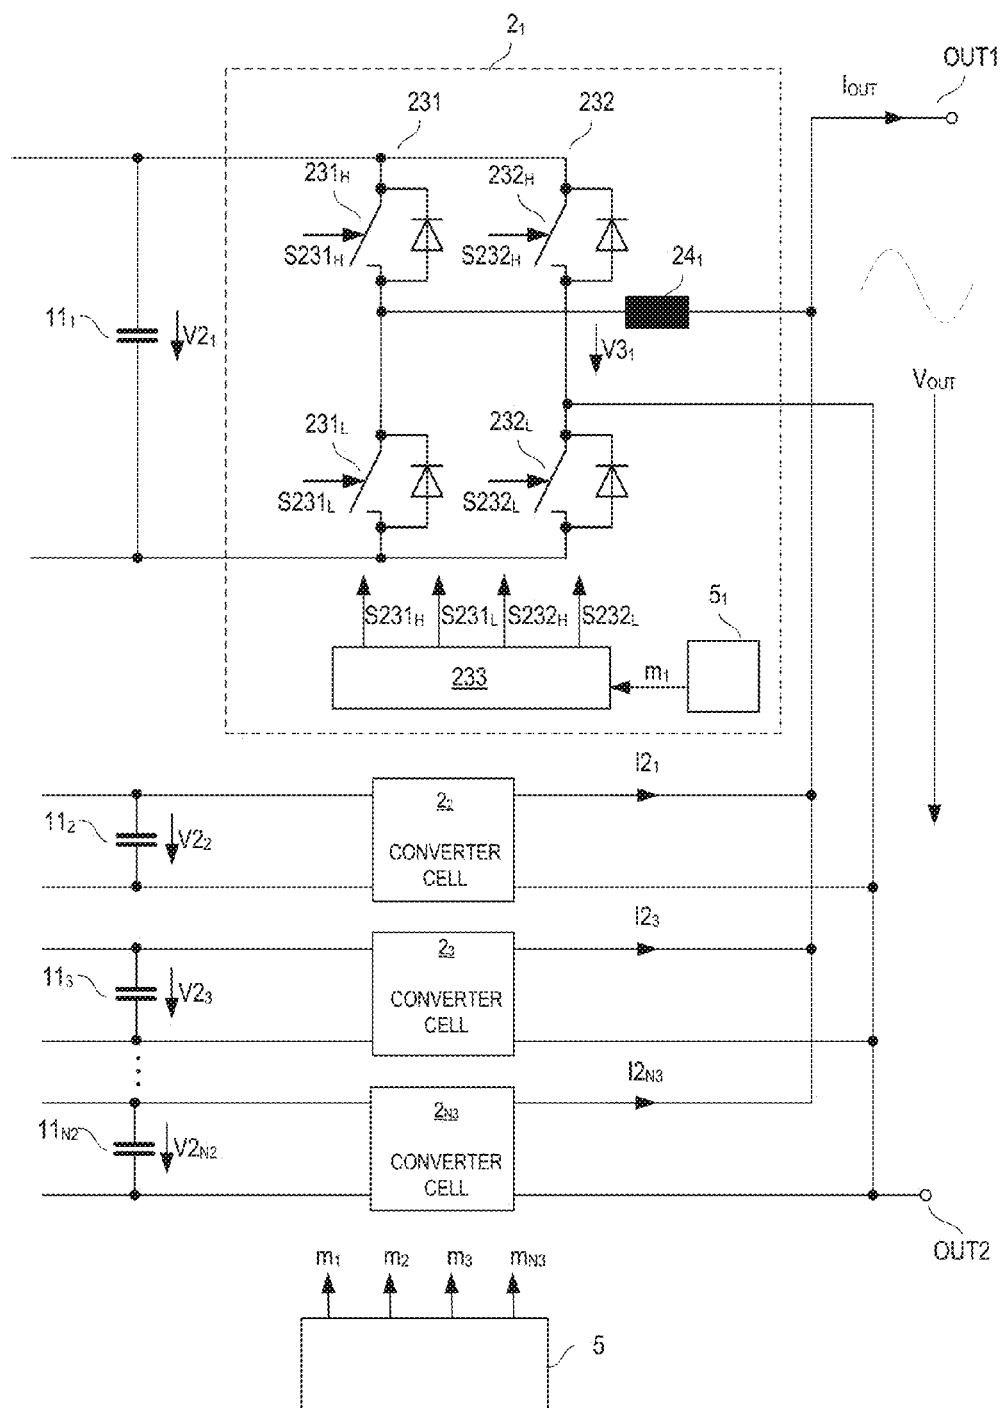 2₁
OUT1
I_OUT
231
232
231_H
232_H
S231_H
S232_H
24₁
11₁
V2₁
V3₁
V_OUT
231_L
232_L
S231_L
S232_L
S231_H
S231_L
S232_H
S232_L
5₁
233
m₁
I2₁
2₂
11₂
V2₂
CONVERTER
CELL
I2₃
2₃
11₃
V2₃
CONVERTER
CELL
I2_N3
2_N3
11_N2
V2_N2
CONVERTER
CELL
OUT2
m₁
m₂
m₃
m_N3
5